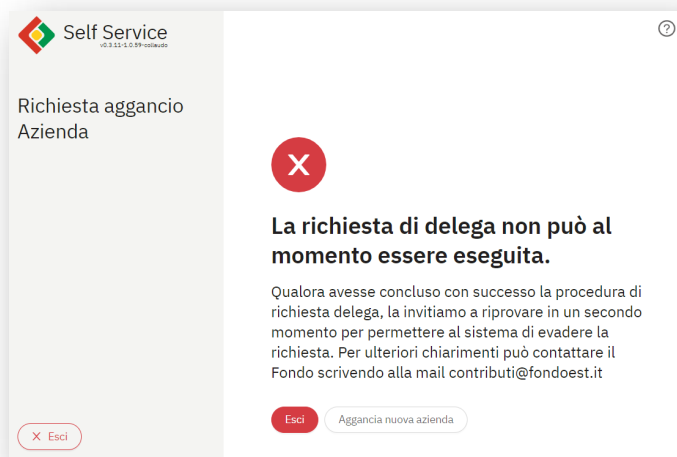 Self Service
v0.3.11-1.0.59-collaudo
Richiesta aggancio
Azienda
La richiesta di delega non può al
momento essere eseguita.
Qualora avesse concluso con successo la procedura di
richiesta delega, la invitiamo a riprovare in un secondo
momento per permettere al sistema di evadere la
richiesta. Per ulteriori chiarimenti può contattare il
Fondo scrivendo alla mail contributi@fondoest.it
Esci
Aggancia nuova azienda
X Esci